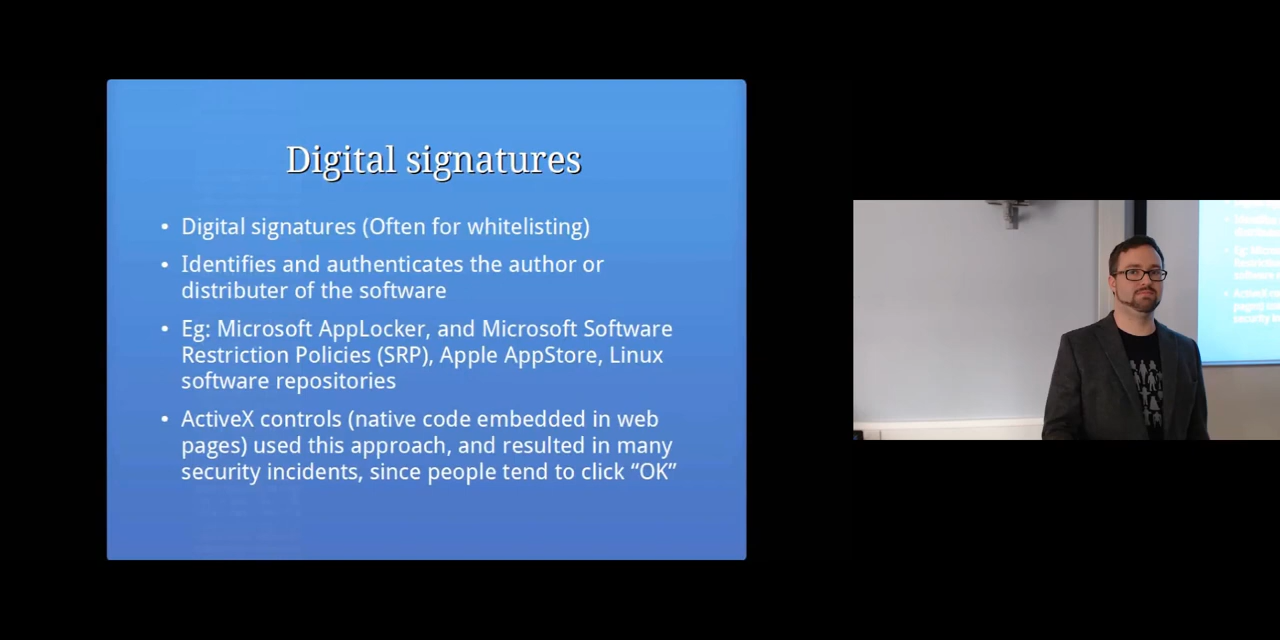 Digital signatures
• Digital signatures (Often for whitelisting)
• Identifies and authenticates the author or
distributer of the software
• Eg: Microsoft AppLocker, and Microsoft Software
Restriction Policies (SRP), Apple AppStore, Linux
software repositories
• ActiveX controls (native code embedded in web
pages) used this approach, and resulted in many
security incidents, since people tend to click “OK”